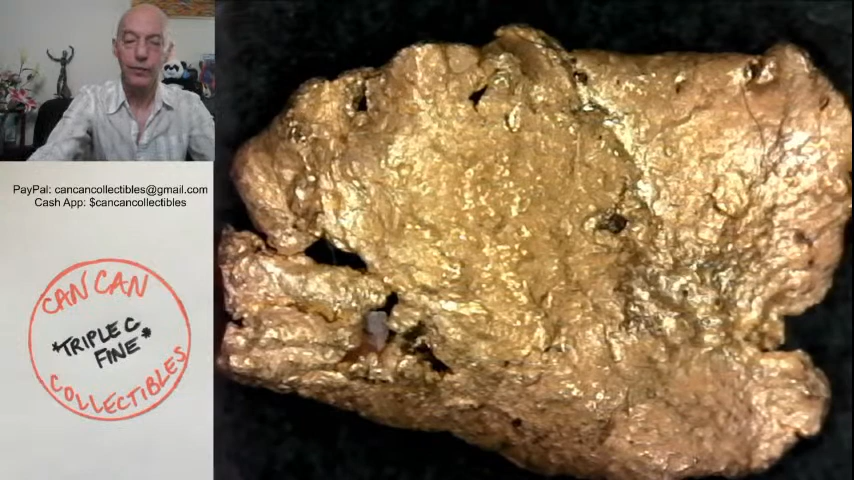 PayPal: cancancollectibles@gmail.com
Cash App: $cancancollectibles
CAN CAN
*TRIPLE C
FINE*
COLLECTIBLES